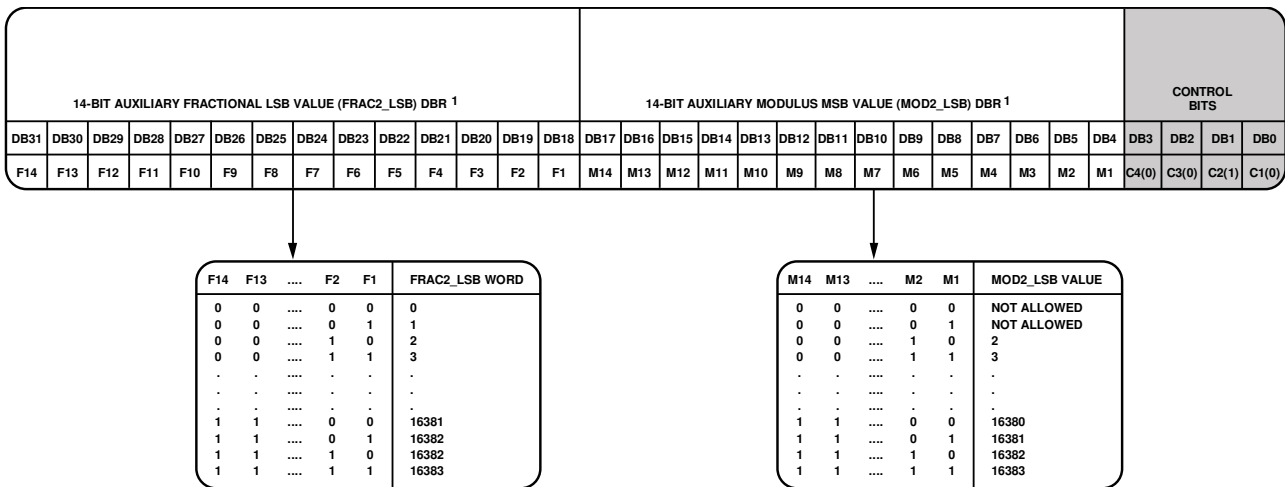 14-BIT AUXILIARY FRACTIONAL LSB VALUE (FRAC2_LSB) DBR 1
14-BIT AUXILIARY MODULUS MSB VALUE (MOD2_LSB) DBR 1
CONTROL
BITS
DB31 DB30 DB29 DB28 DB27 DB26 DB25 DB24 DB23 DB22 DB21 DB20 DB19 DB18 DB17 DB16 DB15 DB14 DB13 DB12 DB11 DB10 DB9 DB8 DB7 DB6 DB5 DB4 DB3 DB2 DB1 DB0
F14 F13 F12 F11 F10 F9 F8 F7 F6 F5 F4 F3 F2 F1 M14 M13 M12 M11 M10 M9 M8 M7 M6 M5 M4 M3 M2 M1 C4(0) C3(0) C2(1) C1(0)
F14 F13 .... F2 F1 FRAC2_LSB WORD
0 0 .... 0 0 0
0 0 .... 0 1 1
0 0 .... 1 0 2
0 0 .... 1 1 3
. . .... . . .
. . .... . . .
. . .... . . .
1 1 .... 0 0 16381
1 1 .... 0 1 16382
1 1 .... 1 0 16382
1 1 .... 1 1 16383
M14 M13 .... M2 M1 MOD2_LSB VALUE
0 0 .... 0 0 NOT ALLOWED
0 0 .... 0 1 NOT ALLOWED
0 0 .... 1 0 2
0 0 .... 1 1 3
. . .... . . .
. . .... . . .
. . .... . . .
1 1 .... 0 0 16380
1 1 .... 0 1 16381
1 1 .... 1 0 16382
1 1 .... 1 1 16383